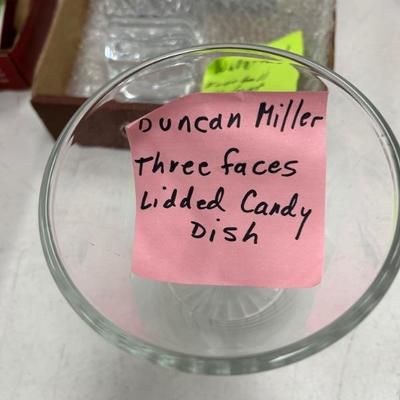 Duncan Miller
Three faces
Lidded Candy
Dish